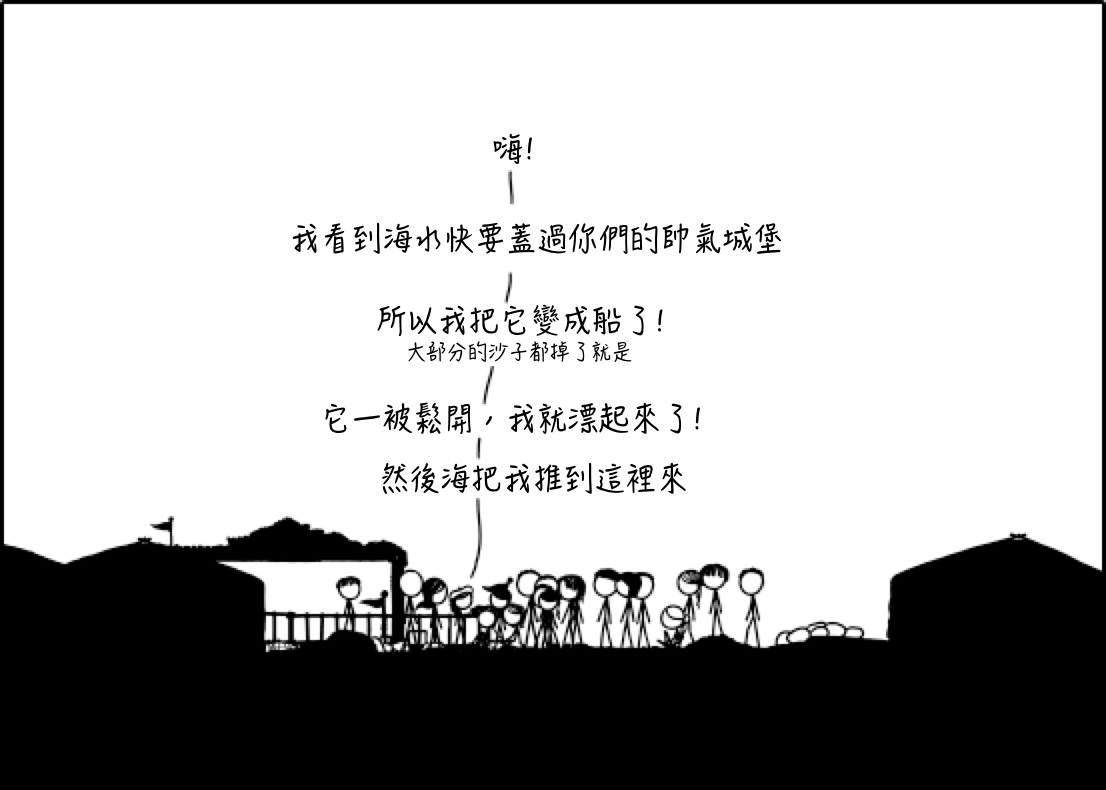 嗨!
我看到海水快要蓋過你們的帥氣城堡
所以我把它變成船了!
大部分的沙子都掉了就是
它一被鬆開，我就漂起來了!
然後海把我推到這裡來